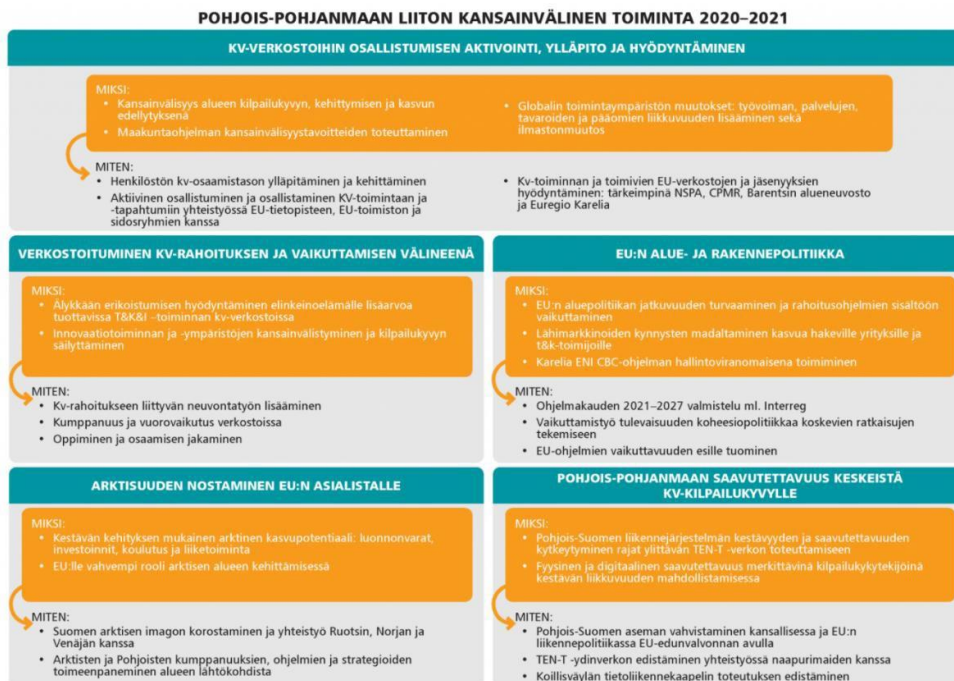 POHJOIS-POHJANMAAN LIITON KANSAINVÄLINEN TOIMINTA 2020–2021
KV-VERKOSTOIHIN OSALLISTUMISEN AKTIVOINTI, YLLÄPITO JA HYÖDYNTÄMINEN
MIKSI:
• Kansainvälisyys alueen kilpailukyvyn, kehittymisen ja kasvun
edellytyksenä
• Maakuntaohjelman kansainvälisyystavoitteiden toteuttaminen
• Globalin toimintaympäristön muutokset: työvoiman, palvelujen,
tavaroiden ja pääomien liikkuvuuden lisääminen sekä
ilmastonmuutos
MITEN:
• Henkilöstön kv-osaamistason ylläpitäminen ja kehittäminen
• Aktiivinen osallistuminen ja osallistaminen KV-toimintaan ja
-tapahtumiin yhteistyössä EU-tietopisteen, EU-toimiston ja
sidosryhmien kanssa
• Kv-toiminnan ja toimivien EU-verkostojen ja jäsenyyksien
hyödyntäminen: tärkeimpinä NSPA, CPMR, Barentsin alueneuvosto
ja Euregio Karelia
VERKOSTOITUMINEN KV-RAHOITUKSEN JA VAIKUTTAMISEN VÄLINEENÄ
MIKSI:
• Älykkään erikoistumisen hyödyntäminen elinkeinoelämälle lisäarvoa
tuottavissa T&K&I -toiminnan kv-verkostoissa
• Innovaatiotoiminnan ja -ympäristöjen kansainvälistyminen ja kilpailukyvyn
säilyttäminen
MITEN:
• Kv-rahoitukseen liittyvän neuvontatyön lisääminen
• Kumppanuus ja vuorovaikutus verkostoissa
• Oppiminen ja osaamisen jakaminen
EU:N ALUE- JA RAKENNEPOLITIIKKA
MIKSI:
• EU:n aluepolitiikan jatkuvuuden turvaaminen ja rahoitusohjelmien sisältöön
vaikuttaminen
• Lähimarkkinoiden kynnysten madaltaminen kasvua hakeville yrityksille ja
t&k-toimijoille
• Karelia ENI CBC-ohjelman hallintoviranomaisena toimiminen
MITEN:
• Ohjelmakauden 2021–2027 valmistelu ml. Interreg
• Vaikuttamistyö tulevaisuuden koheesiopolitiikkaa koskevien ratkaisujen
tekemiseen
• EU-ohjelmien vaikuttavuuden esille tuominen
ARKTISUUDEN NOSTAMINEN EU:N ASIALISTALLE
MIKSI:
• Kestävän kehityksen mukainen arktinen kasvupotentiaali: luonnonvarat,
investoinnit, koulutus ja liiketoiminta
• EU:lle vahvempi rooli arktisen alueen kehittämisessä
MITEN:
• Suomen arktisen imagon korostaminen ja yhteistyö Ruotsin, Norjan ja
Venäjän kanssa
• Arktisten ja Pohjoisten kumppanuuksien, ohjelmien ja strategioiden
toimeenpaneminen alueen lähtökohdista
POHJOIS-POHJANMAAN SAAVUTETTAVUUS KESKEISTÄ
KV-KILPAILUKYVYLLE
MIKSI:
• Pohjois-Suomen liikennejärjestelmän kestävyyden ja saavutettavuuden
kytkeytyminen rajat ylittävän TEN-T -verkon toteuttamiseen
• Fyysinen ja digitaalinen saavutettavuus merkittävinä kilpailukykytekijöinä
kestävän liikkuvuuden mahdollistamisessa
MITEN:
• Pohjois-Suomen aseman vahvistaminen kansallisessa ja EU:n
liikennepolitiikassa EU-edunvalvonnan avulla
• TEN-T -ydinverkon edistäminen yhteistyössä naapurimaiden kanssa
• Koillisväylän tietoliikennekaapelin toteutuksen edistäminen